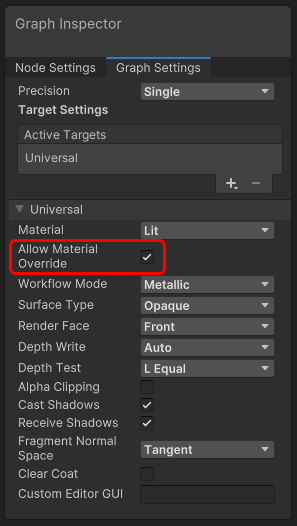 Graph Inspector
Node Settings Graph Settings
Precision Single
Target Settings
Active Targets
Universal
+ −
Universal
Material Lit
Allow Material
Override
Workflow Mode Metallic
Surface Type Opaque
Render Face Front
Depth Write Auto
Depth Test L Equal
Alpha Clipping
Cast Shadows
Receive Shadows
Fragment Normal
Space Tangent
Clear Coat
Custom Editor GUI